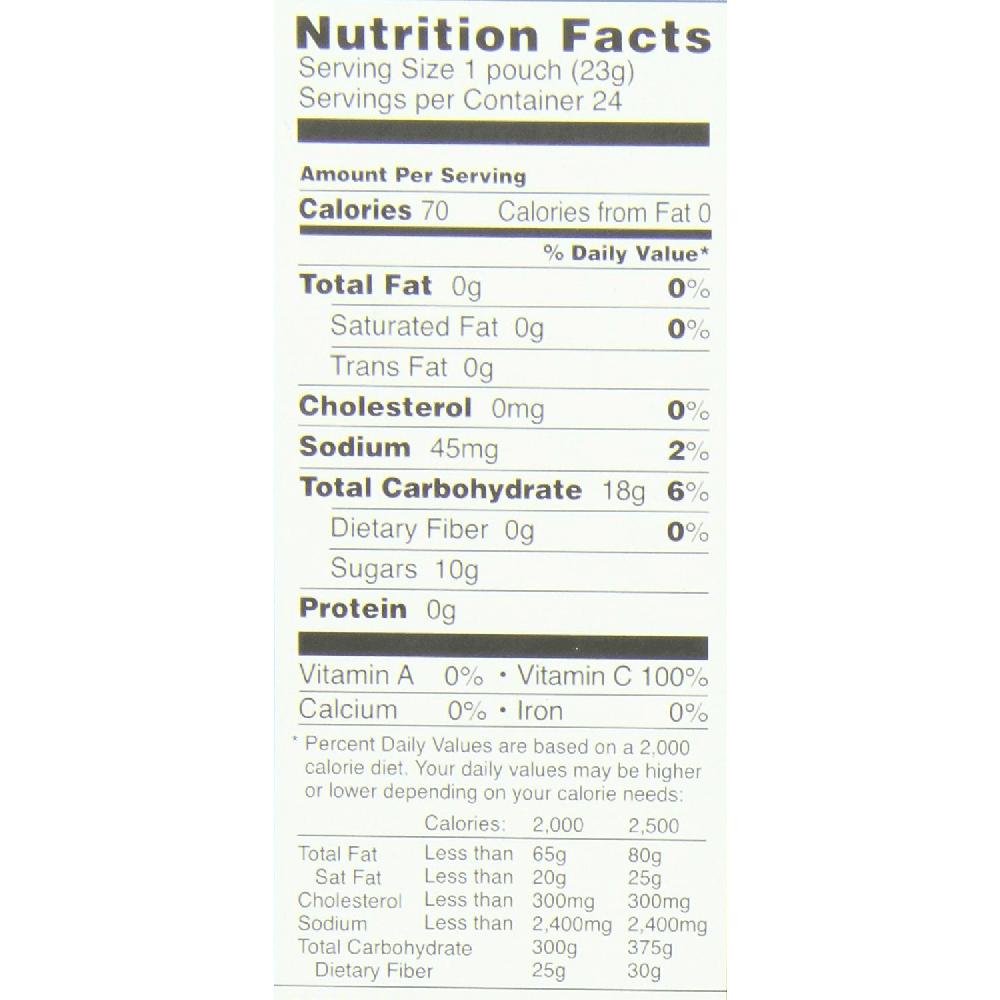 Nutrition Facts
Serving Size 1 pouch (23g)
Servings per Container 24
Amount Per Serving
Calories 70 Calories from Fat 0
% Daily Value*
Total Fat 0g 0%
Saturated Fat 0g 0%
Trans Fat 0g
Cholesterol 0mg 0%
Sodium 45mg 2%
Total Carbohydrate 18g 6%
Dietary Fiber 0g 0%
Sugars 10g
Protein 0g
Vitamin A 0% • Vitamin C 100%
Calcium 0% • Iron 0%
* Percent Daily Values are based on a 2,000
calorie diet. Your daily values may be higher
or lower depending on your calorie needs:
Calories: 2,000 2,500
Total Fat Less than 65g 80g
Sat Fat Less than 20g 25g
Cholesterol Less than 300mg 300mg
Sodium Less than 2,400mg 2,400mg
Total Carbohydrate 300g 375g
Dietary Fiber 25g 30g